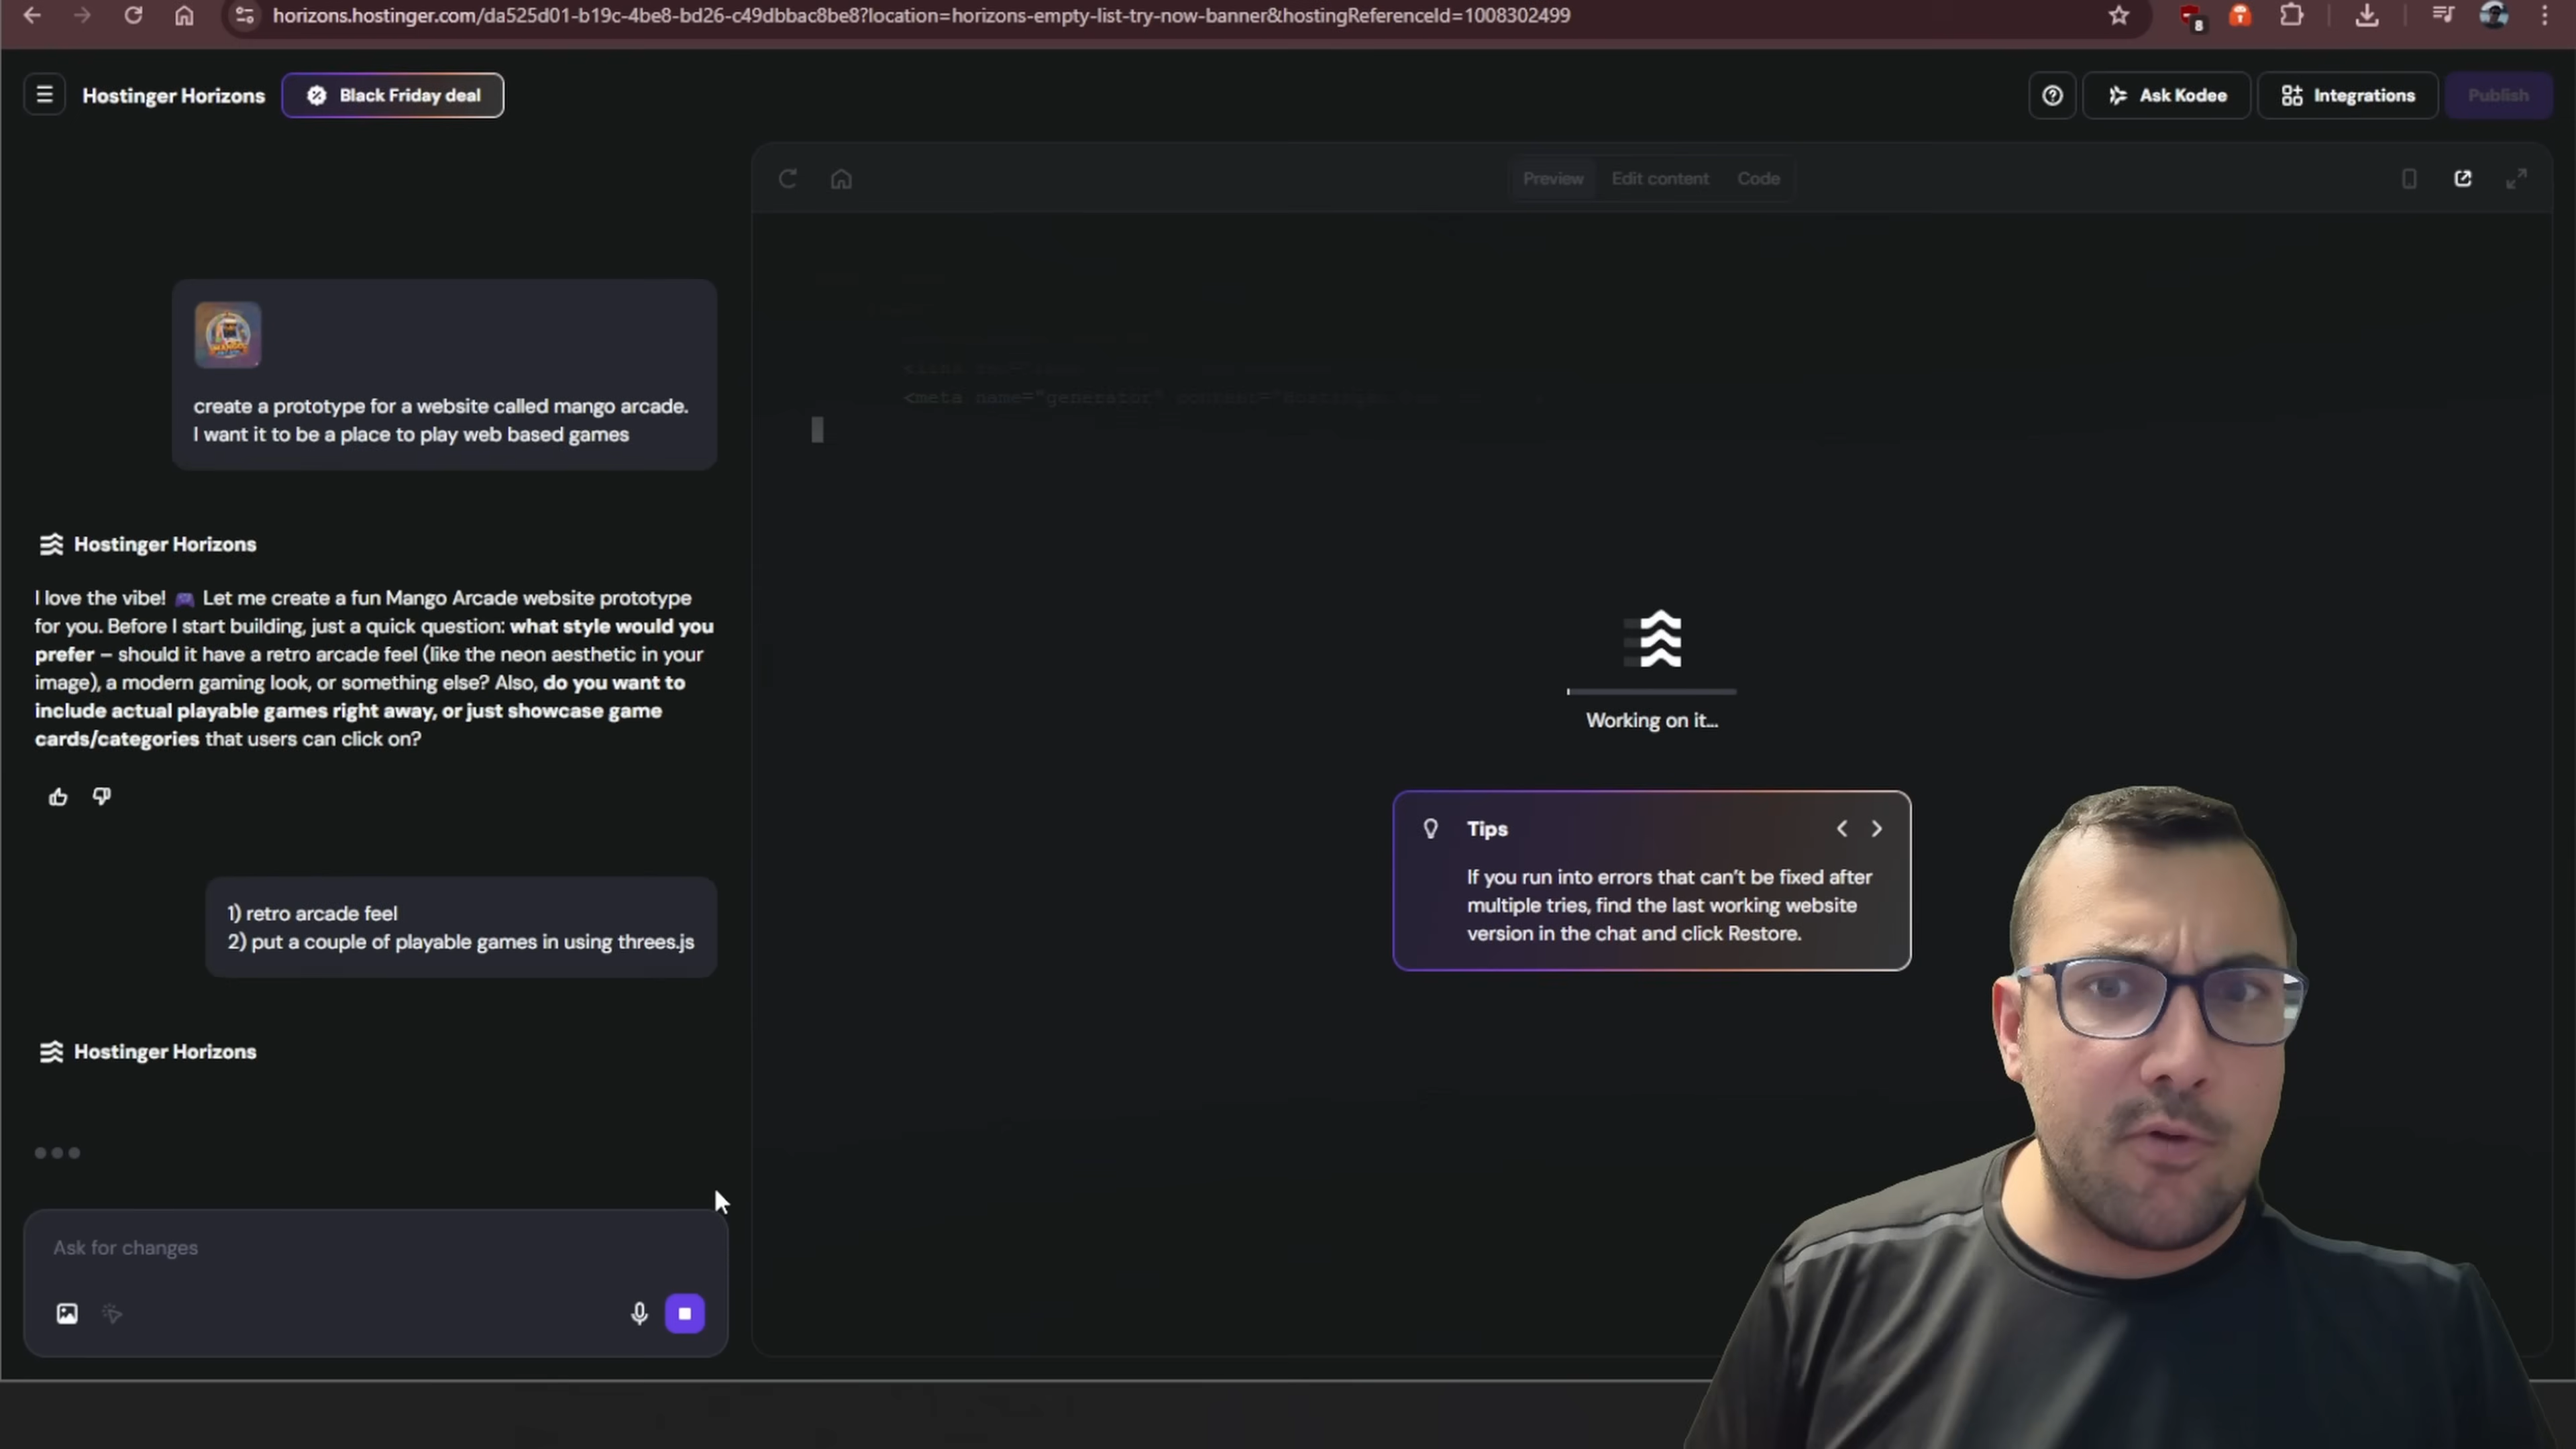 horizons.hostinger.com/da525d01-b19c-4be8-bd26-c49dbbac8be8?location=horizons-empty-list-try-now-banner&hostingReferenceId=1008302499
8
Hostinger Horizons
Black Friday deal
Ask Kodee
Integrations
Publish
Preview
Edit content
Code
create a prototype for a website called mango arcade.
I want it to be a place to play web based games
Hostinger Horizons
I love the vibe! 🎮 Let me create a fun Mango Arcade website prototype
for you. Before I start building, just a quick question: what style would you
prefer – should it have a retro arcade feel (like the neon aesthetic in your
image), a modern gaming look, or something else? Also, do you want to
include actual playable games right away, or just showcase game
cards/categories that users can click on?
1) retro arcade feel
2) put a couple of playable games in using threes.js
Hostinger Horizons
Ask for changes
<meta name="generator"
Working on it...
Tips
If you run into errors that can't be fixed after
multiple tries, find the last working website
version in the chat and click Restore.